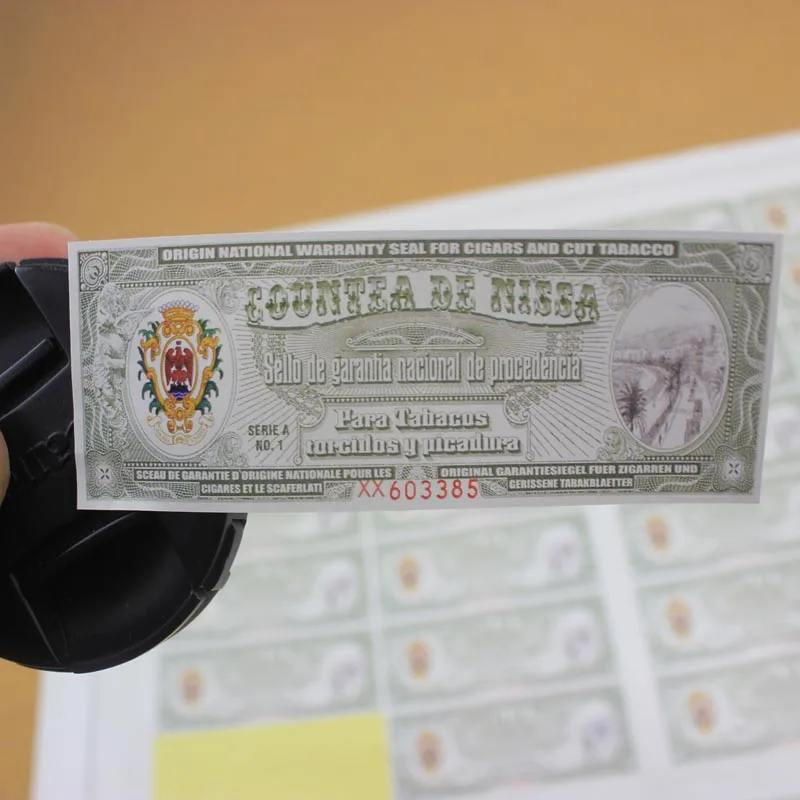 ORIGIN NATIONAL WARRANTY SEAL FOR CIGARS AND CUT TABACCO
COUNTEA DE NISSA
Sello de garantia nacional de procedencia
SERIE A
NO. 1
Para Tabacos
torcidos y picadura
SCEAU DE GARANTIE D'ORIGINE NATIONALE POUR LES
CIGARES ET LE SCAFERLATI
XX603385
ORIGINAL GARANTIESIEGEL FUER ZIGARREN UND
GERISSENE TABAKBLAETTER